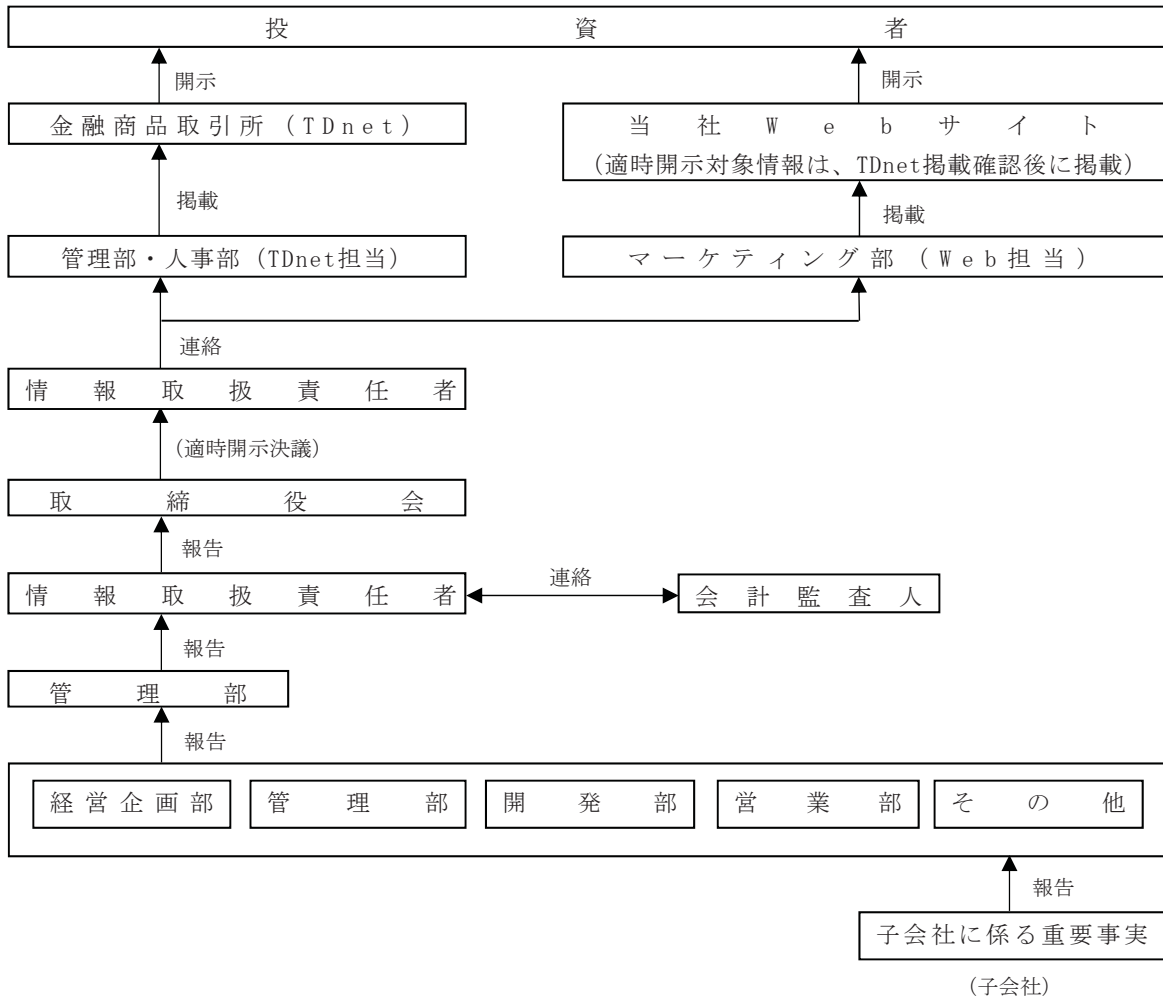 投資者
開示
開示
金融商品取引所(TDnet)
当社Webサイト
(適時開示対象情報は、TDnet掲載確認後に掲載)
掲載
掲載
管理部・人事部(TDnet担当)
マーケティング部(Web担当)
連絡
情報取扱責任者
(適時開示決議)
取締役会
報告
情報取扱責任者
連絡
会計監査人
報告
管理部
報告
経営企画部
管理部
開発部
営業部
その他
報告
子会社に係る重要事実
(子会社)